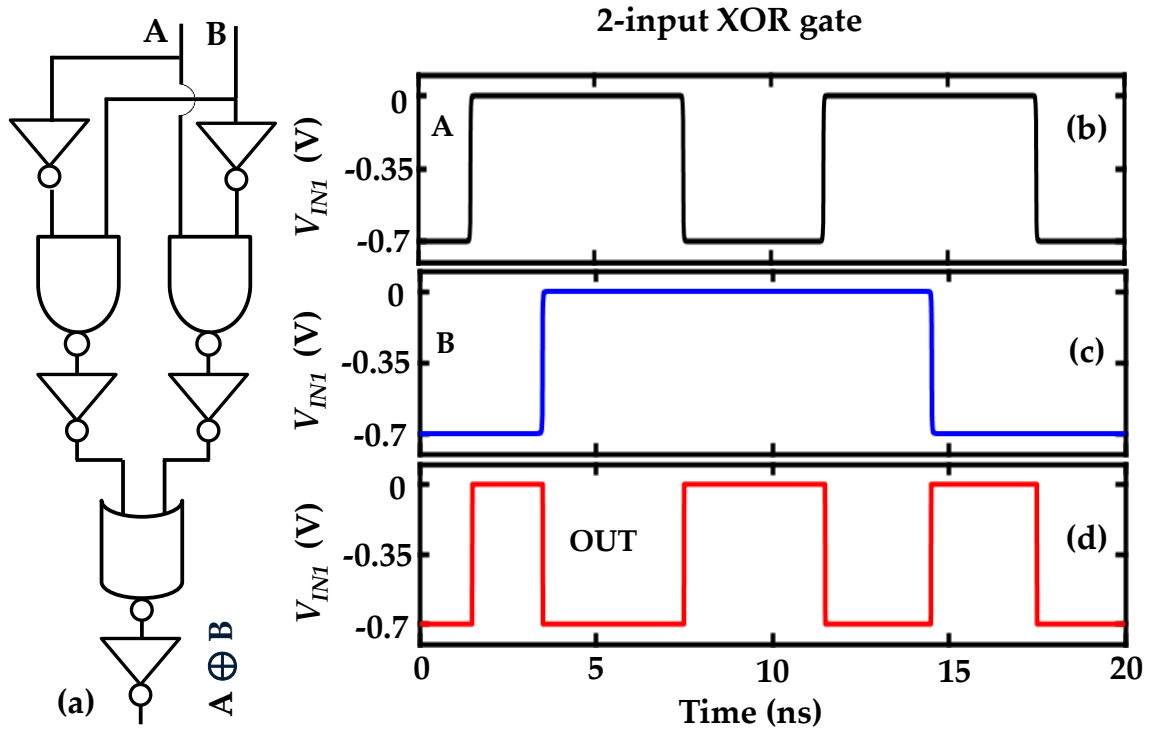 2-input XOR gate
A B
(a)
A ⊕ B
V_IN1 (V)
0
-0.35
-0.7
A
(b)
V_IN1 (V)
0
-0.35
-0.7
B
(c)
V_IN1 (V)
0
-0.35
-0.7
OUT
(d)
0 5 10 15 20
Time (ns)